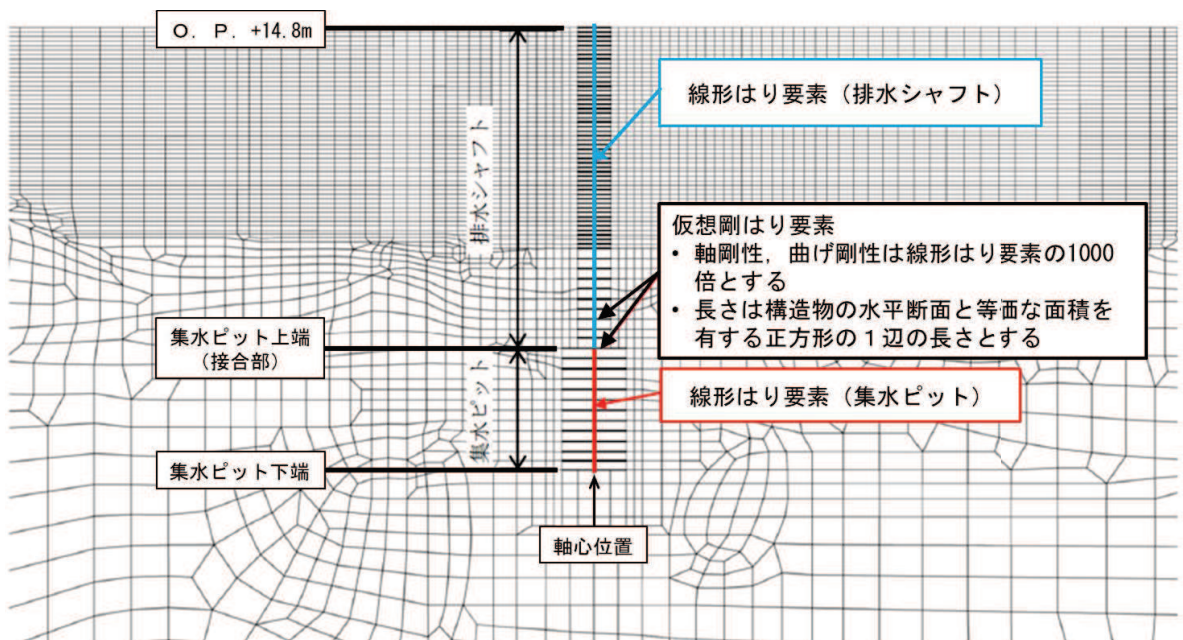 O. P. +14.8m
線形はり要素（排水シャフト）
排水シャフト
仮想剛はり要素
・ 軸剛性，曲げ剛性は線形はり要素の1000
倍とする
・ 長さは構造物の水平断面と等価な面積を
有する正方形の１辺の長さとする
集水ピット上端
(接合部)
集水ピット
線形はり要素（集水ピット）
集水ピット下端
軸心位置